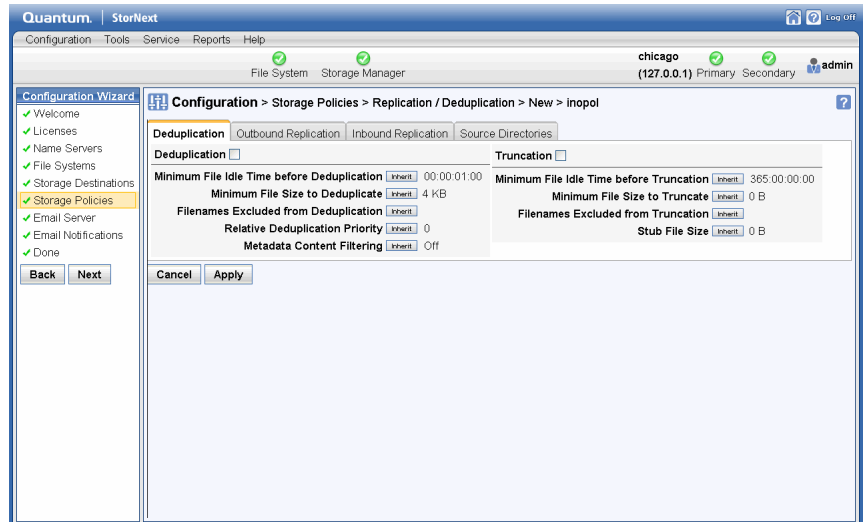 Quantum. StorNext Log Off
Configuration Tools Service Reports Help
File System Storage Manager chicago (127.0.0.1) Primary Secondary admin
Configuration Wizard
✓ Welcome
✓ Licenses
✓ Name Servers
✓ File Systems
✓ Storage Destinations
✓ Storage Policies
✓ Email Server
✓ Email Notifications
✓ Done
Back Next
Configuration > Storage Policies > Replication / Deduplication > New > inopol ?
Deduplication Outbound Replication Inbound Replication Source Directories
Deduplication
Minimum File Idle Time before Deduplication Inherit 00:00:01:00
Minimum File Size to Deduplicate Inherit 4 KB
Filenames Excluded from Deduplication Inherit
Relative Deduplication Priority Inherit 0
Metadata Content Filtering Inherit Off
Truncation
Minimum File Idle Time before Truncation Inherit 365:00:00:00
Minimum File Size to Truncate Inherit 0 B
Filenames Excluded from Truncation Inherit
Stub File Size Inherit 0 B
Cancel Apply